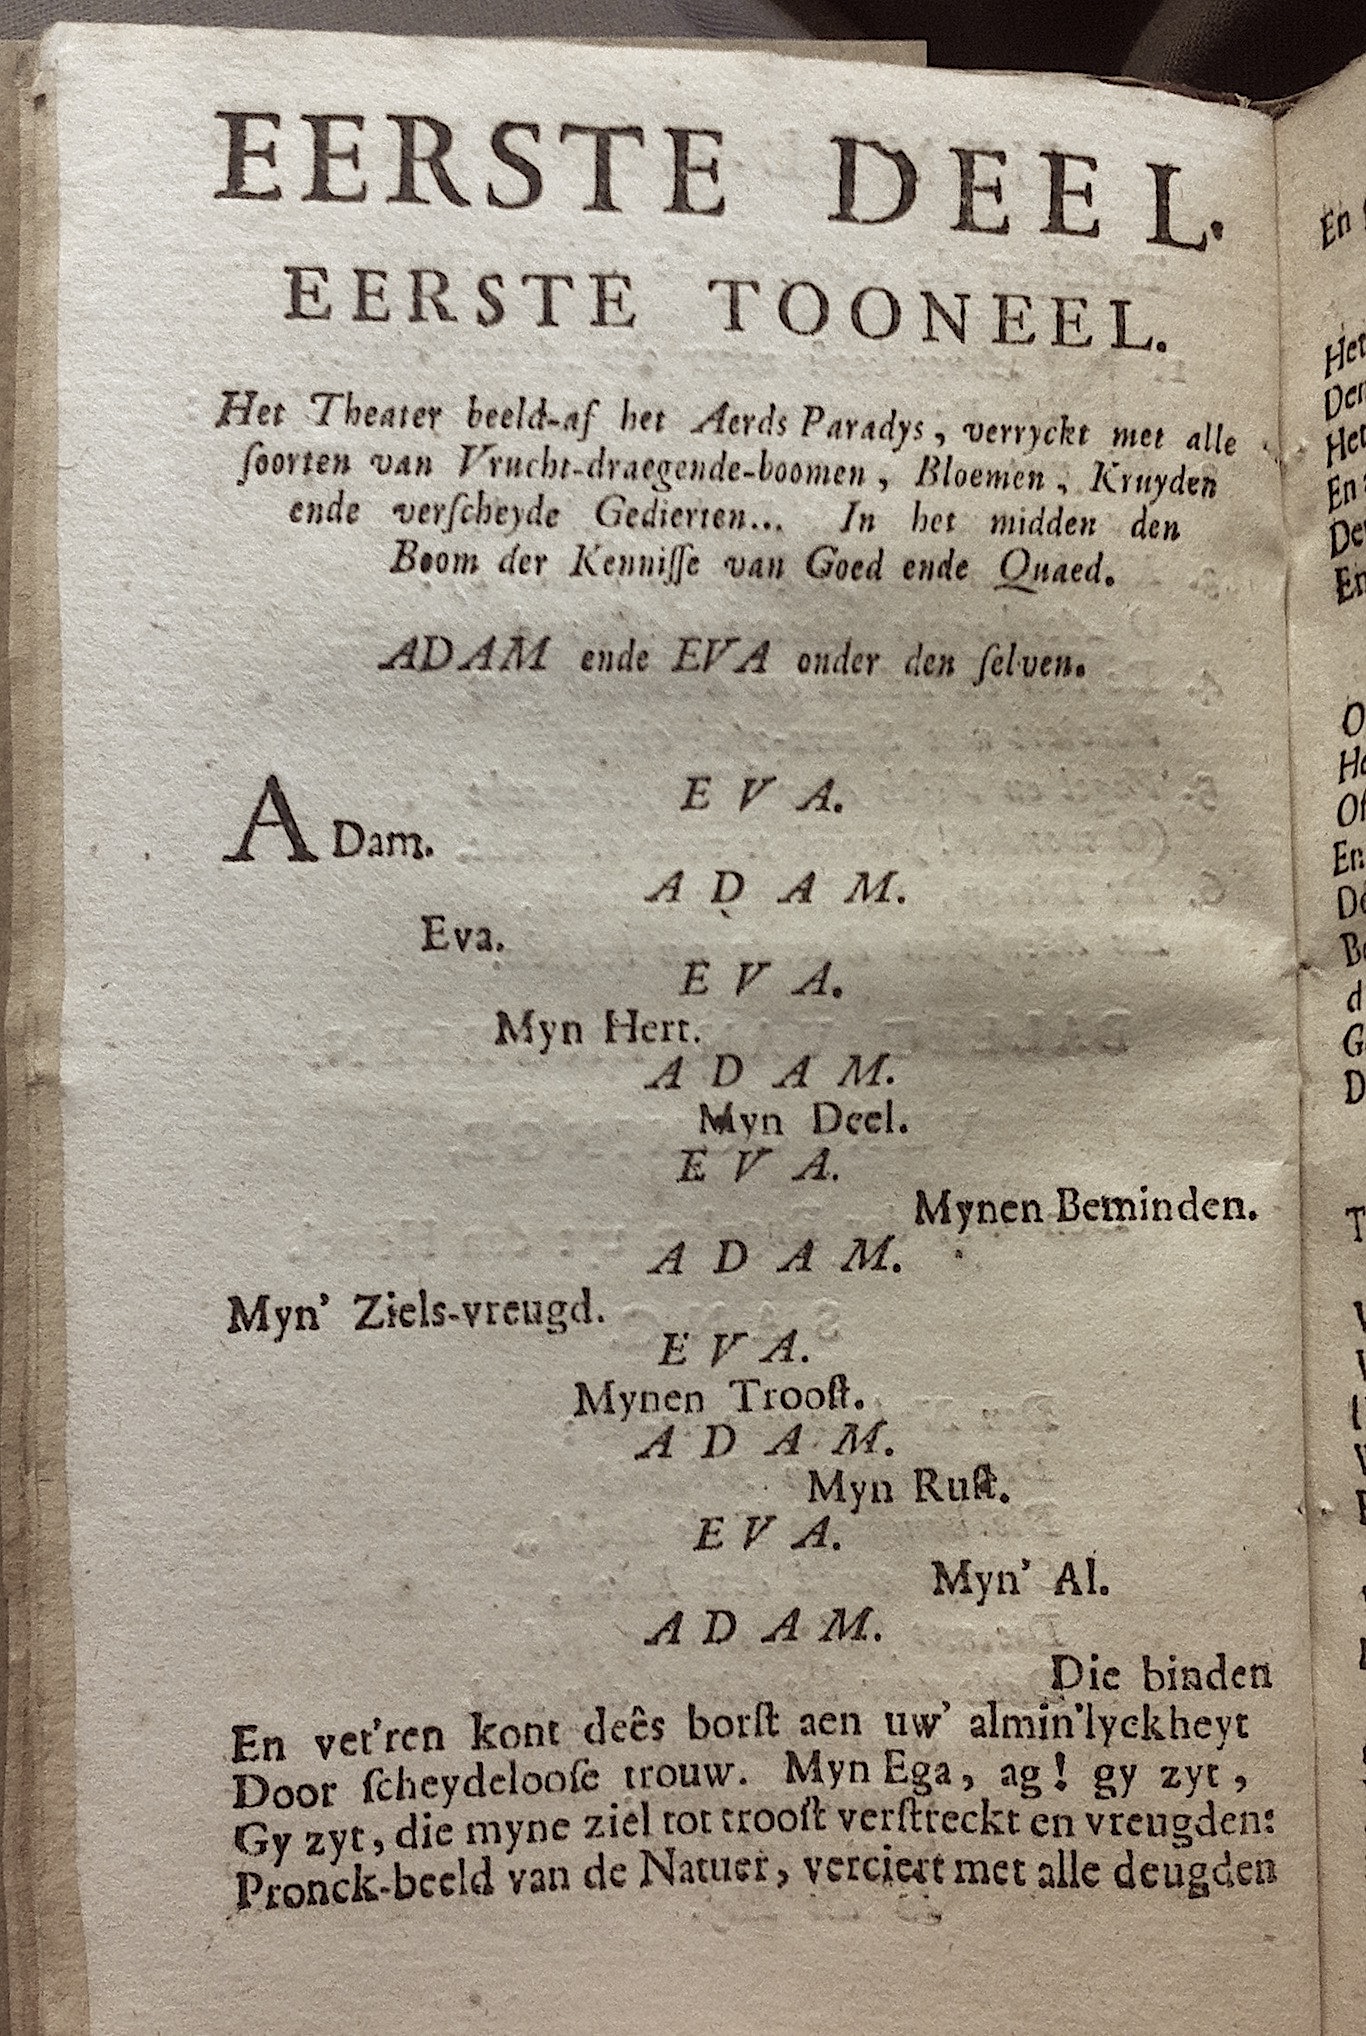 EERSTE DEEL.
EERSTE TOONEEL.
Het Theater beeld-af het Aerds Paradys, verryckt met alle
ſoorten van Vrucht-draegende-boomen, Bloemen, Kruyden
ende verſcheyde Gedierten... In het midden den
Boom der Kenniſſe van Goed ende Quaed.
ADAM ende EVA onder den ſelven.
EVA.
ADam.
ADAM.
Eva.
EVA.
Myn Hert.
ADAM.
Myn Deel.
EVA.
Mynen Beminden.
ADAM.
Myn' Ziels-vreugd.
EVA.
Mynen Trooſt.
ADAM.
Myn Ruſt.
EVA.
Myn' Al.
ADAM.
Die binden
En vet'ren kont deês borſt aen uw' almin'lyckheyt
Door ſcheydelooſe trouw. Myn Ega, ag! gy zyt,
Gy zyt, die myne ziel tot trooſt verſtreckt en vreugden:
Pronck-beeld van de Natuer, verciert met alle deugden
En
Het
Het
En
T